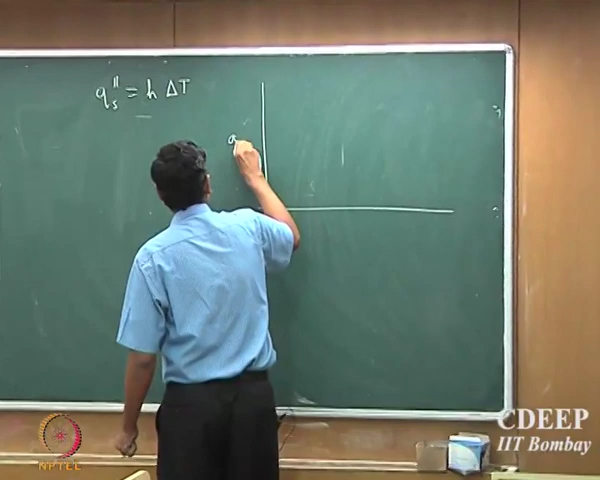 q''ₛ = h ΔT
q
CDEEP
IIT Bombay
NPTEL